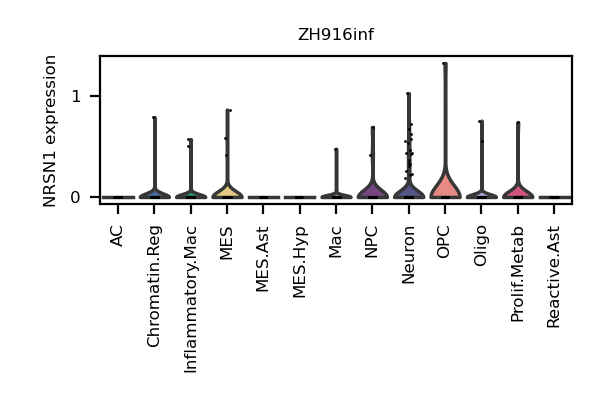 ZH916inf
NRSN1 expression
1
0
AC
Chromatin.Reg
Inflammatory.Mac
MES
MES.Ast
MES.Hyp
Mac
NPC
Neuron
OPC
Oligo
Prolif.Metab
Reactive.Ast